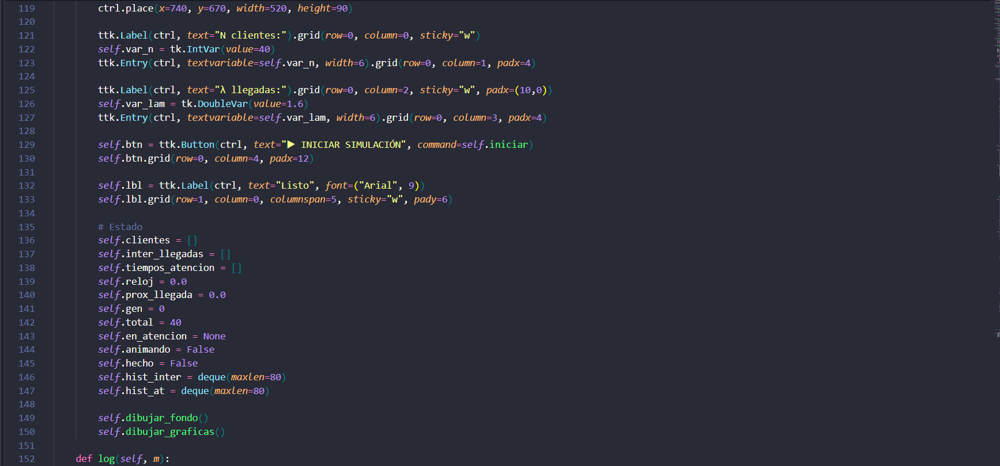 119 ctrl.place(x=740, y=670, width=520, height=90)
120
121 ttk.Label(ctrl, text="N clientes:").grid(row=0, column=0, sticky="w")
122 self.var_n = tk.IntVar(value=40)
123 ttk.Entry(ctrl, textvariable=self.var_n, width=6).grid(row=0, column=1, padx=4)
124
125 ttk.Label(ctrl, text="λ llegadas:").grid(row=0, column=2, sticky="w", padx=(10,0))
126 self.var_lam = tk.DoubleVar(value=1.6)
127 ttk.Entry(ctrl, textvariable=self.var_lam, width=6).grid(row=0, column=3, padx=4)
128
129 self.btn = ttk.Button(ctrl, text="▶ INICIAR SIMULACIÓN", command=self.iniciar)
130 self.btn.grid(row=0, column=4, padx=12)
131
132 self.lbl = ttk.Label(ctrl, text="Listo", font=("Arial", 9))
133 self.lbl.grid(row=1, column=0, columnspan=5, sticky="w", pady=6)
134
135 # Estado
136 self.clientes = []
137 self.inter_llegadas = []
138 self.tiempos_atencion = []
139 self.reloj = 0.0
140 self.prox_llegada = 0.0
141 self.gen = 0
142 self.total = 40
143 self.en_atencion = None
144 self.animando = False
145 self.hecho = False
146 self.hist_inter = deque(maxlen=80)
147 self.hist_at = deque(maxlen=80)
148
149 self.dibujar_fondo()
150 self.dibujar_graficas()
151
152 def log(self, m):